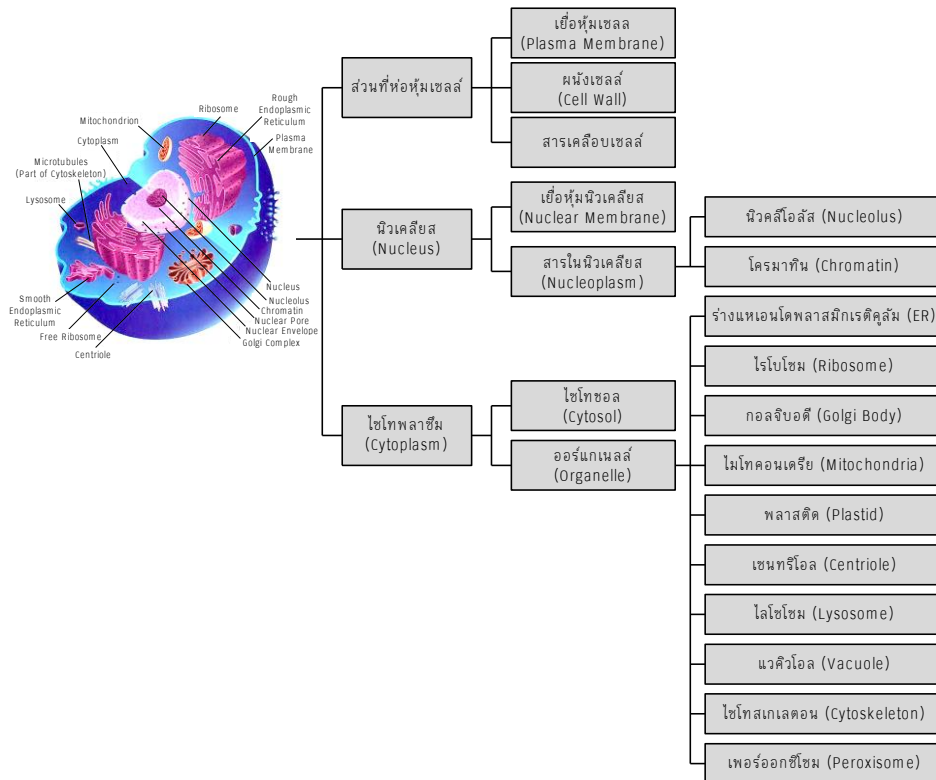 Ribosome
Rough
Endoplasmic
Reticulum
Mitochondrion
Plasma
Membrane
Cytoplasm
Microtubules
(Part of Cytoskeleton)
Lysosome
Smooth
Endoplasmic
Reticulum
Free Ribosome
Centriole
Nucleus
Nucleolus
Chromatin
Nuclear Pore
Nuclear Envelope
Golgi Complex
ส่วนที่ห่อหุ้มเซลล์
เยื่อหุ้มเซลล
(Plasma Membrane)
ผนังเซลล์
(Cell Wall)
สารเคลือบเซลล์
นิวเคลียส
(Nucleus)
เยื่อหุ้มนิวเคลียส
(Nuclear Membrane)
สารในนิวเคลียส
(Nucleoplasm)
นิวคลีโอลัส (Nucleolus)
โครมาทิน (Chromatin)
ไซโทพลาซึม
(Cytoplasm)
ไซโทซอล
(Cytosol)
ออร์แกเนลล์
(Organelle)
ร่างแหเอนโดพลาสมิกเรติคูลัม (ER)
ไรโบโซม (Ribosome)
กอลจิบอดี (Golgi Body)
ไมโทคอนเดรีย (Mitochondria)
พลาสติด (Plastid)
เซนทริโอล (Centriole)
ไลโซโซม (Lysosome)
แวคิวโอล (Vacuole)
ไซโทสเกเลตอน (Cytoskeleton)
เพอร์ออกซิโซม (Peroxisome)